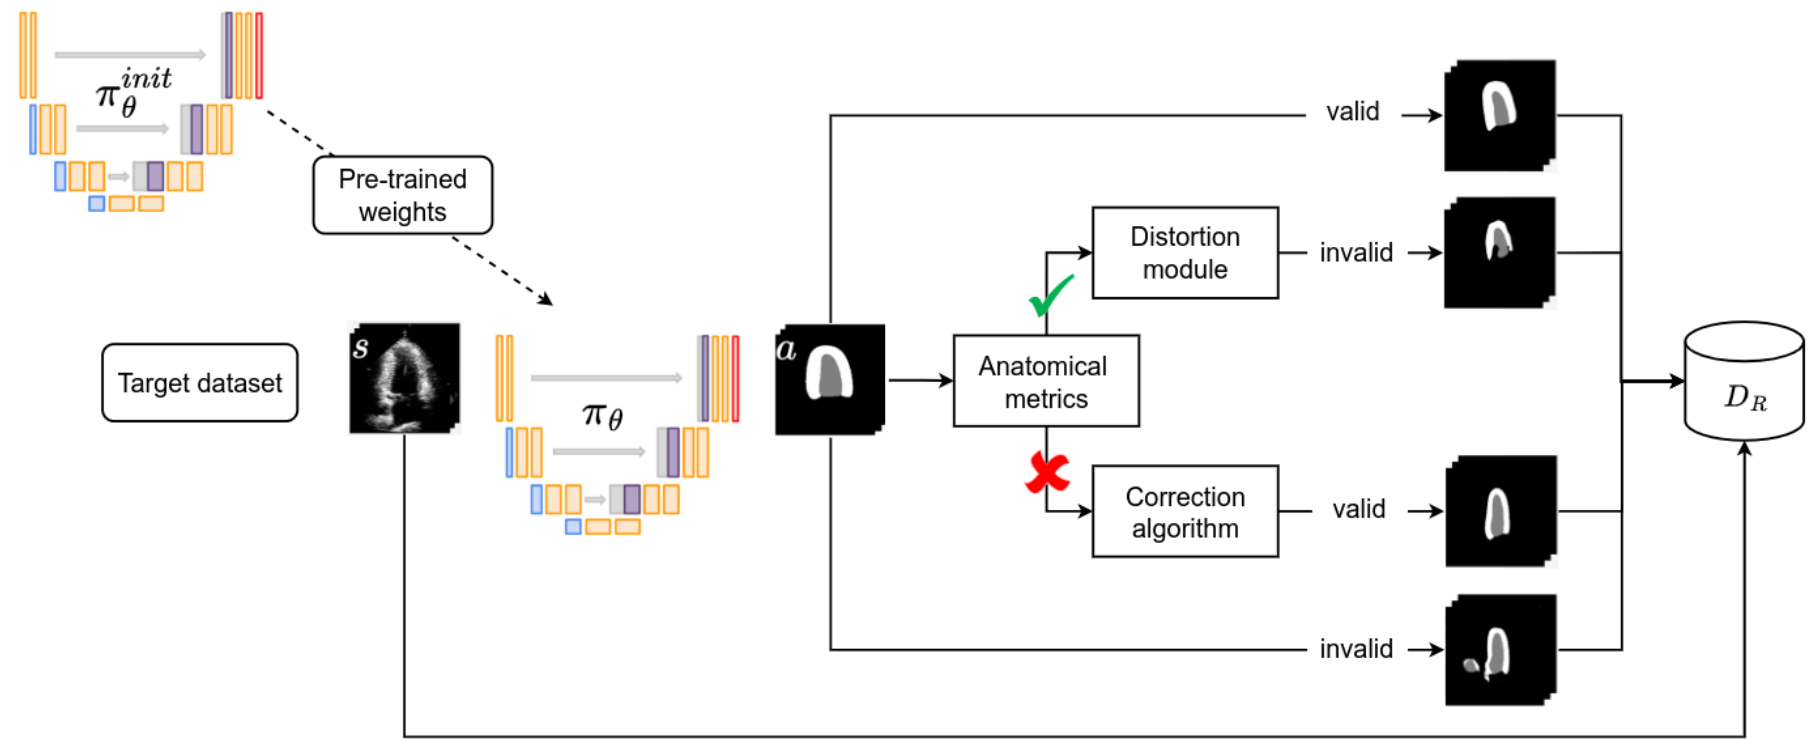 π_θ^init
valid
Pre-trained
weights
Distortion
module
invalid
s
a
Target dataset
π_θ
Anatomical
metrics
D_R
Correction
algorithm
valid
invalid